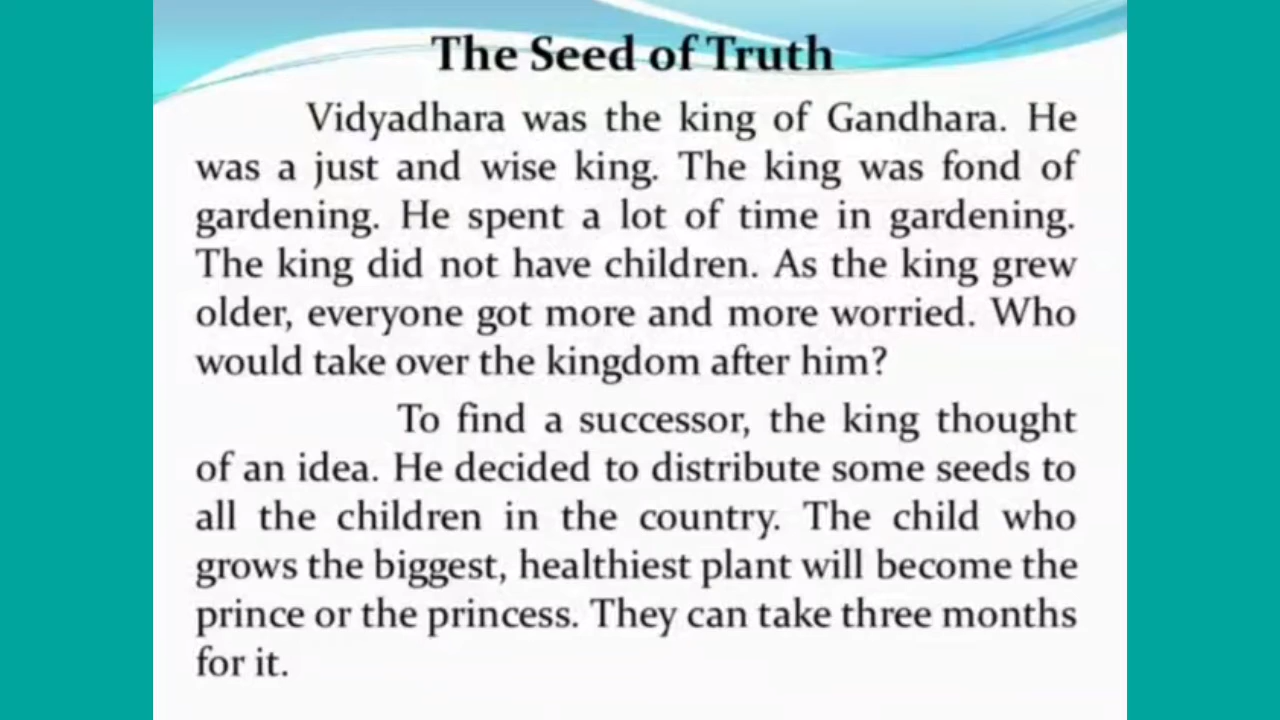 The Seed of Truth
Vidyadhara was the king of Gandhara. He
was a just and wise king. The king was fond of
gardening. He spent a lot of time in gardening.
The king did not have children. As the king grew
older, everyone got more and more worried. Who
would take over the kingdom after him?
To find a successor, the king thought
of an idea. He decided to distribute some seeds to
all the children in the country. The child who
grows the biggest, healthiest plant will become the
prince or the princess. They can take three months
for it.